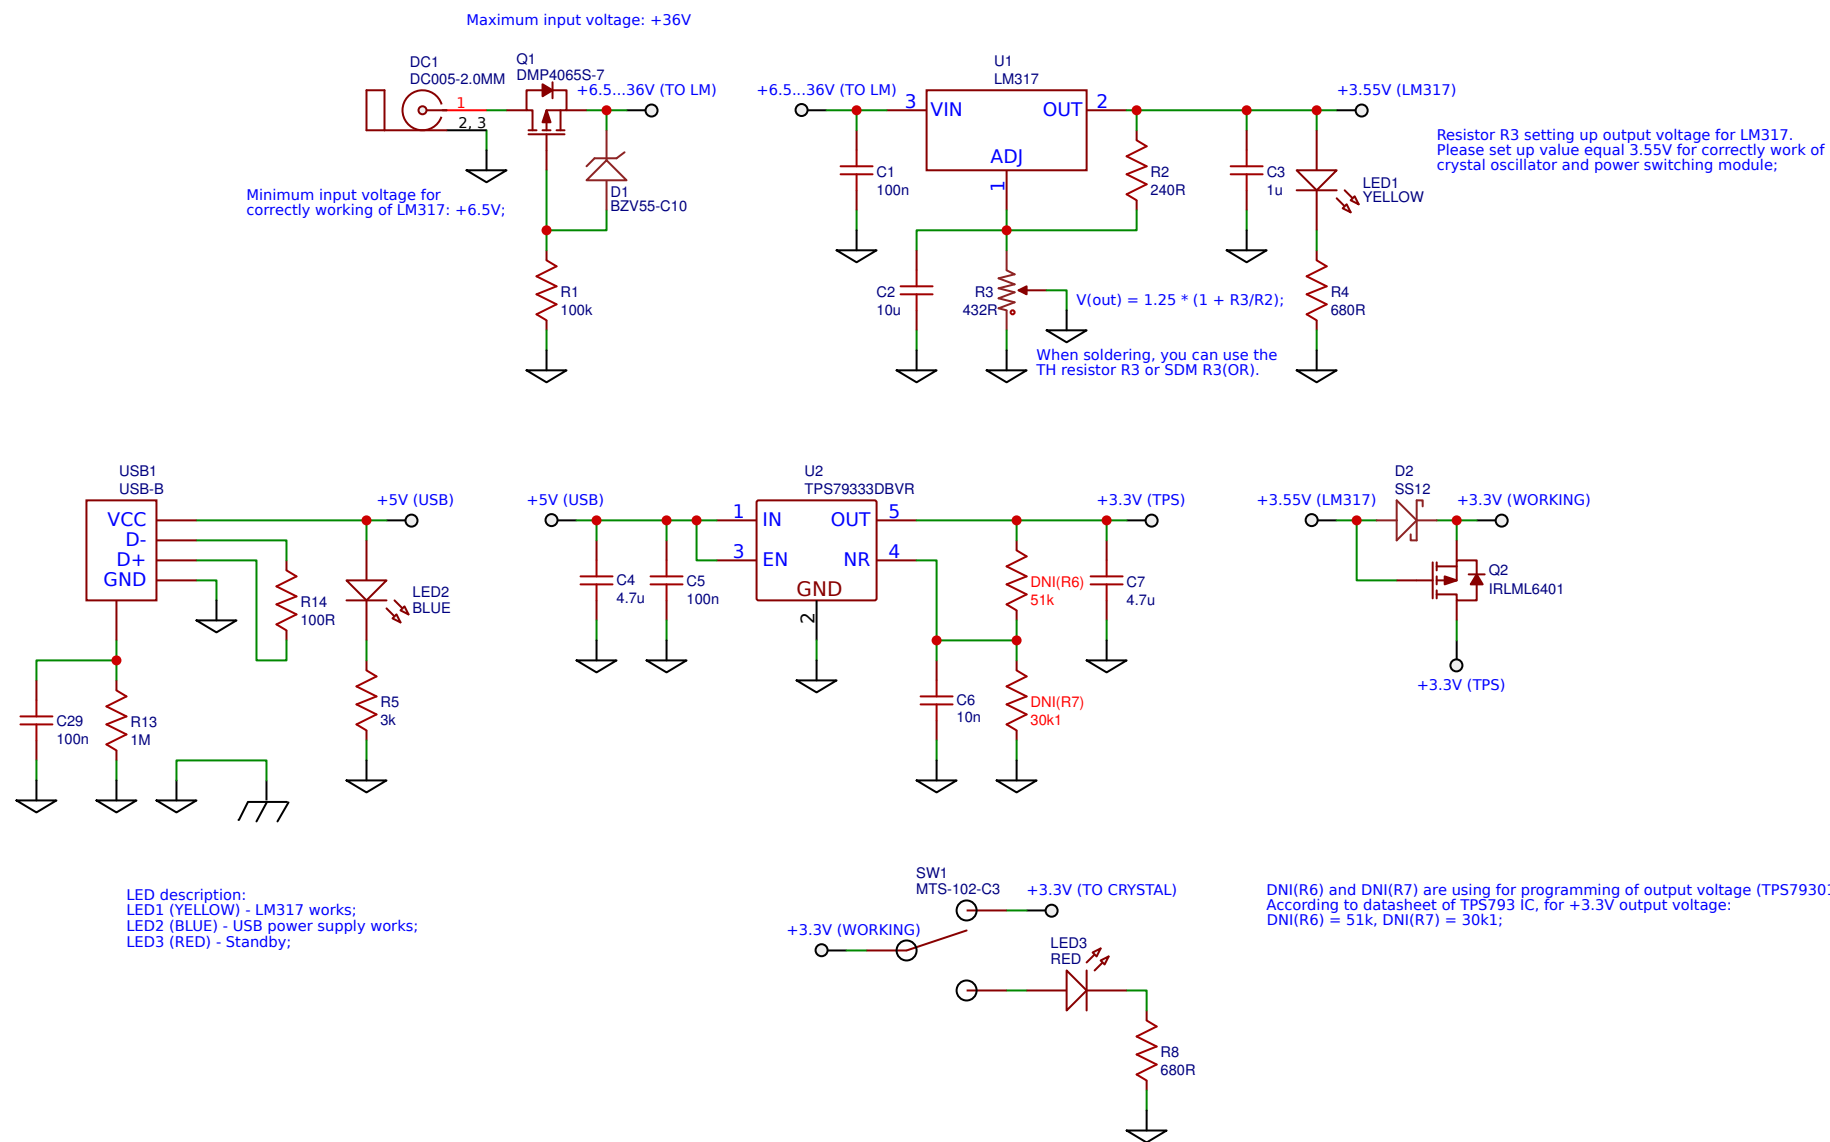 Maximum input voltage: +36V
DC1
DC005-2.0MM
1
2, 3
Q1
DMP4065S-7
+6.5...36V (TO LM)
D1
BZV55-C10
R1
100k
Minimum input voltage for
correctly working of LM317: +6.5V;
+6.5...36V (TO LM)
C1
100n
U1
LM317
3
VIN
OUT
2
ADJ
1
R2
240R
C2
10u
R3
432R
V(out) = 1.25 * (1 + R3/R2);
When soldering, you can use the
TH resistor R3 or SDM R3(OR).
C3
1u
+3.55V (LM317)
LED1
YELLOW
R4
680R
Resistor R3 setting up output voltage for LM317.
Please set up value equal 3.55V for correctly work of
crystal oscillator and power switching module;
USB1
USB-B
VCC
D-
D+
GND
+5V (USB)
R14
100R
LED2
BLUE
R5
3k
C29
100n
R13
1M
+5V (USB)
C4
4.7u
C5
100n
U2
TPS79333DBVR
1
IN
OUT
5
3
EN
NR
4
GND
2
+3.3V (TPS)
DNI(R6)
51k
C7
4.7u
C6
10n
DNI(R7)
30k1
D2
SS12
+3.55V (LM317)
+3.3V (WORKING)
Q2
IRLML6401
+3.3V (TPS)
LED description:
LED1 (YELLOW) - LM317 works;
LED2 (BLUE) - USB power supply works;
LED3 (RED) - Standby;
SW1
MTS-102-C3
+3.3V (TO CRYSTAL)
+3.3V (WORKING)
LED3
RED
R8
680R
DNI(R6) and DNI(R7) are using for programming of output voltage
According to datasheet of TPS793 IC, for +3.3V output voltage:
DNI(R6) = 51k, DNI(R7) = 30k1;